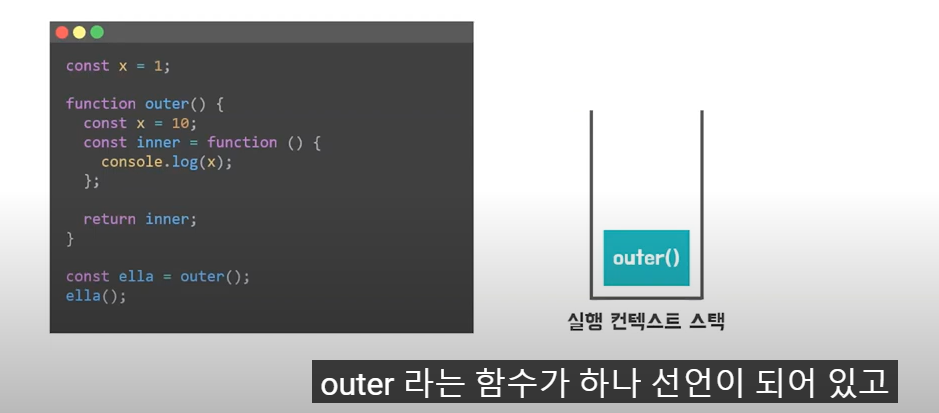 const x = 1;
function outer() {
  const x = 10;
  const inner = function () {
    console.log(x);
  };
  return inner;
}
const ella = outer();
ella();
outer()
실행 컨텍스트 스택
outer 라는 함수가 하나 선언이 되어 있고